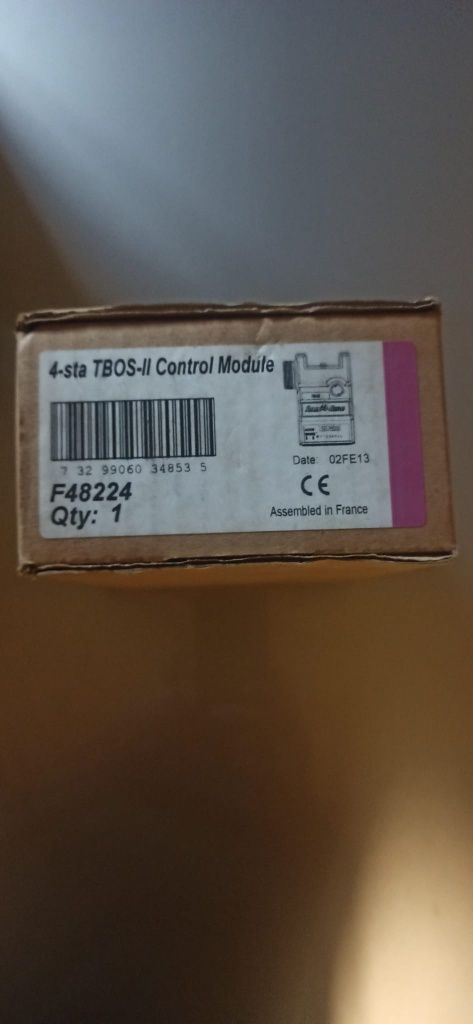 4-sta TBOS-II Control Module
7 32 99060 34853 5
F48224
Qty: 1
Date: 02FE13
CE
Assembled in France